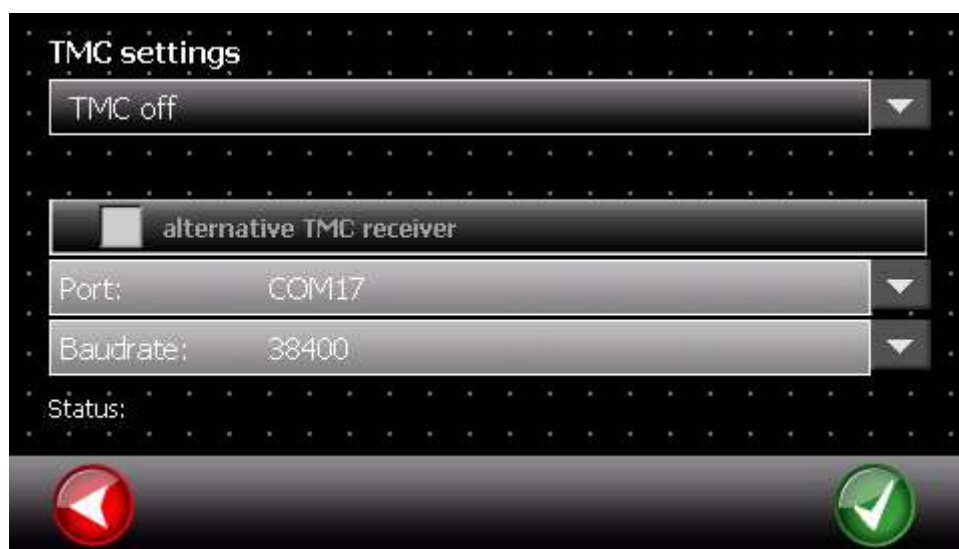 TMC settings
TMC off
alternative TMC receiver
Port: COM17
Baudrate: 38400
Status: